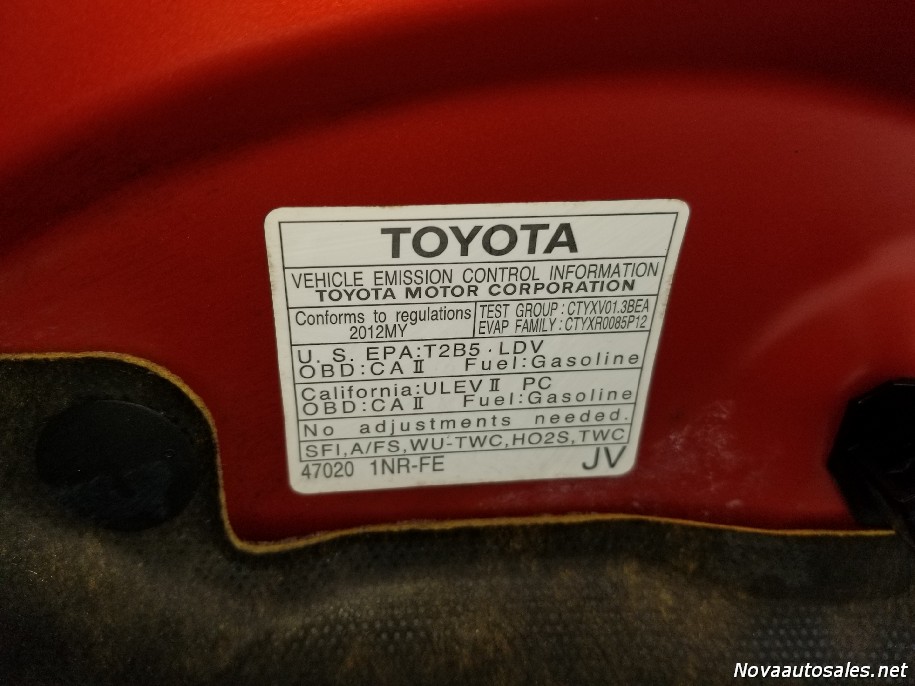 TOYOTA
VEHICLE EMISSION CONTROL INFORMATION
TOYOTA MOTOR CORPORATION
Conforms to regulations
2012MY
TEST GROUP : CTYXV01.3BEA
EVAP FAMILY : CTYXR0085P12
U. S. EPA:T2B5 · LDV
OBD:CA Ⅱ Fuel:Gasoline
California:ULEV Ⅱ PC
OBD:CA Ⅱ Fuel:Gasoline
No adjustments needed.
SFI,A/FS,WU-TWC,HO2S,TWC
47020 1NR-FE JV
Novaautosales.net